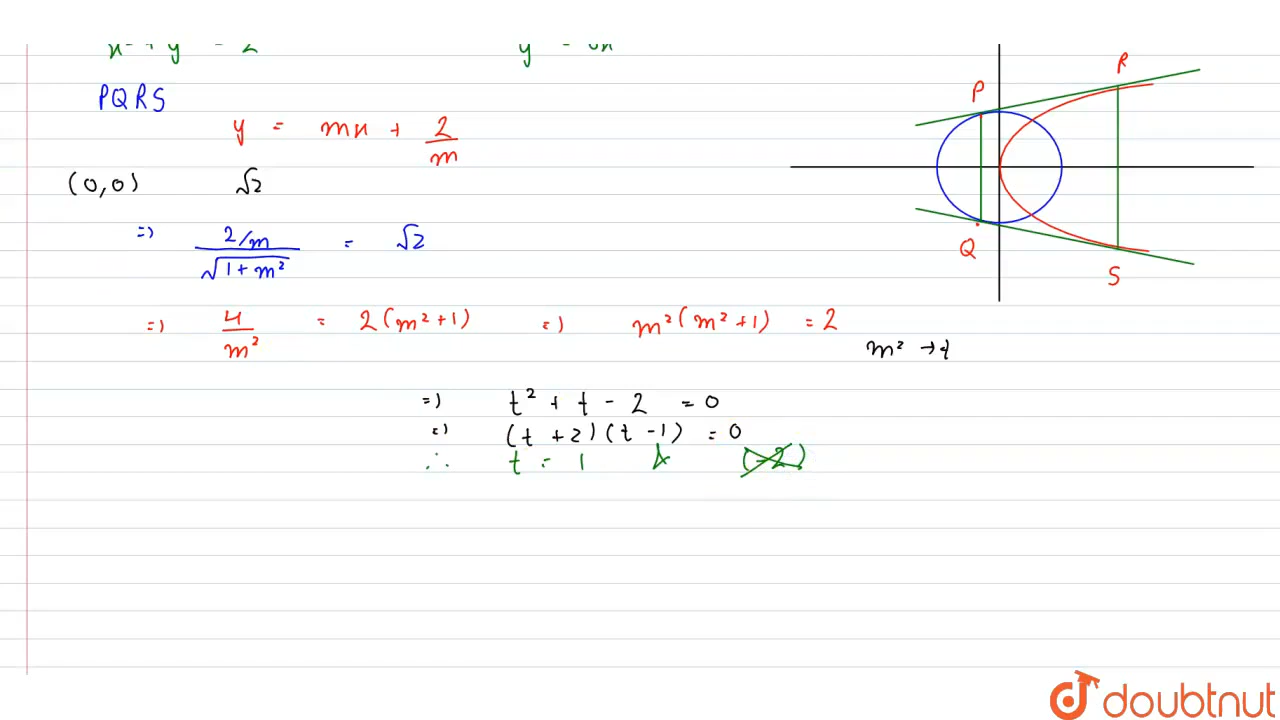 PQRS
y = mx + 2/m
(0,0) √2
=> (2/m)/√(1+m²) = √2
=> 4/m² = 2(m²+1) => m²(m²+1) = 2
m² → t
=> t² + t - 2 = 0
=> (t+2)(t-1) = 0
∴ t = 1 & (-2)
P
R
Q
S
doubtnut